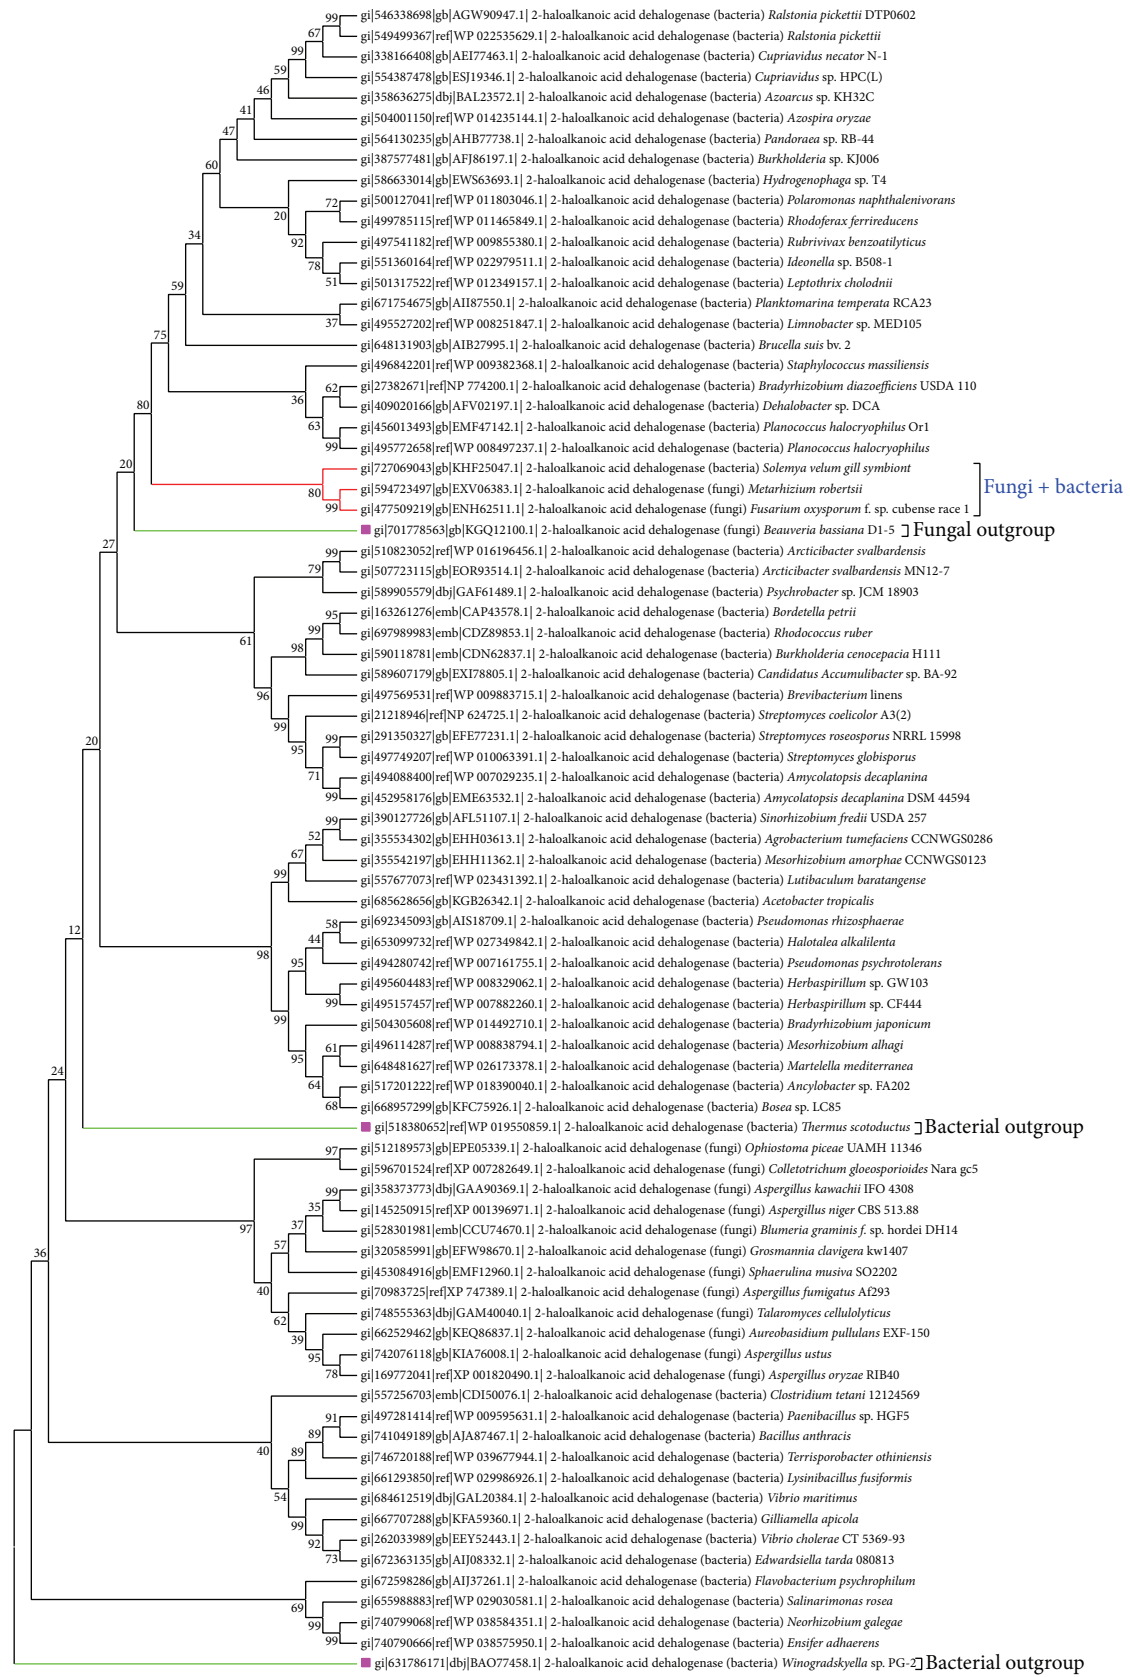 99 gi|546338698|gb|AGW90947.1| 2-haloalkanoic acid dehalogenase (bacteria) Ralstonia pickettii DTP0602
67 gi|549499367|ref|WP 022535629.1| 2-haloalkanoic acid dehalogenase (bacteria) Ralstonia pickettii
99 gi|338166408|gb|AEI77463.1| 2-haloalkanoic acid dehalogenase (bacteria) Cupriavidus necator N-1
59 gi|554387478|gb|ESJ19346.1| 2-haloalkanoic acid dehalogenase (bacteria) Cupriavidus sp. HPC(L)
46 gi|358636275|dbj|BAL23572.1| 2-haloalkanoic acid dehalogenase (bacteria) Azoarcus sp. KH32C
41 gi|504001150|ref|WP 014235144.1| 2-haloalkanoic acid dehalogenase (bacteria) Azospira oryzae
47 gi|564130235|gb|AHB77738.1| 2-haloalkanoic acid dehalogenase (bacteria) Pandoraea sp. RB-44
60 gi|387577481|gb|AFJ86197.1| 2-haloalkanoic acid dehalogenase (bacteria) Burkholderia sp. KJ006
gi|586633014|gb|EWS63693.1| 2-haloalkanoic acid dehalogenase (bacteria) Hydrogenophaga sp. T4
20 72 gi|500127041|ref|WP 011803046.1| 2-haloalkanoic acid dehalogenase (bacteria) Polaromonas naphthalenivorans
gi|499785115|ref|WP 011465849.1| 2-haloalkanoic acid dehalogenase (bacteria) Rhodoferax ferrireducens
34 92 gi|497541182|ref|WP 009855380.1| 2-haloalkanoic acid dehalogenase (bacteria) Rubrivivax benzoatilyticus
78 gi|551360164|ref|WP 022979511.1| 2-haloalkanoic acid dehalogenase (bacteria) Ideonella sp. B508-1
59 51 gi|501317522|ref|WP 012349157.1| 2-haloalkanoic acid dehalogenase (bacteria) Leptothrix cholodnii
gi|671754675|gb|AII87550.1| 2-haloalkanoic acid dehalogenase (bacteria) Planktomarina temperata RCA23
37 gi|495527202|ref|WP 008251847.1| 2-haloalkanoic acid dehalogenase (bacteria) Limnobacter sp. MED105
75 gi|648131903|gb|AIB27995.1| 2-haloalkanoic acid dehalogenase (bacteria) Brucella suis bv. 2
gi|496842201|ref|WP 009382368.1| 2-haloalkanoic acid dehalogenase (bacteria) Staphylococcus massiliensis
62 gi|27382671|ref|NP 774200.1| 2-haloalkanoic acid dehalogenase (bacteria) Bradyrhizobium diazoefficiens USDA 110
80 36 gi|409020166|gb|AFV02197.1| 2-haloalkanoic acid dehalogenase (bacteria) Dehalobacter sp. DCA
63 gi|456013493|gb|EMF47142.1| 2-haloalkanoic acid dehalogenase (bacteria) Planococcus halocryophilus Or1
99 gi|495772658|ref|WP 008497237.1| 2-haloalkanoic acid dehalogenase (bacteria) Planococcus halocryophilus
20 gi|727069043|gb|KHF25047.1| 2-haloalkanoic acid dehalogenase (bacteria) Solemya velum gill symbiont
80 gi|594723497|gb|EXV06383.1| 2-haloalkanoic acid dehalogenase (fungi) Metarhizium robertsii Fungi + bacteria
99 gi|477509219|gb|ENH62511.1| 2-haloalkanoic acid dehalogenase (fungi) Fusarium oxysporum f. sp. cubense race 1
gi|701778563|gb|KGQ12100.1| 2-haloalkanoic acid dehalogenase (fungi) Beauveria bassiana D1-5 Fungal outgroup
27 99 gi|510823052|ref|WP 016196456.1| 2-haloalkanoic acid dehalogenase (bacteria) Arcticibacter svalbardensis
79 gi|507723115|gb|EOR93514.1| 2-haloalkanoic acid dehalogenase (bacteria) Arcticibacter svalbardensis MN12-7
gi|589905579|dbj|GAF61489.1| 2-haloalkanoic acid dehalogenase (bacteria) Psychrobacter sp. JCM 18903
95 gi|163261276|emb|CAP43578.1| 2-haloalkanoic acid dehalogenase (bacteria) Bordetella petrii
61 99 gi|697989983|emb|CDZ89853.1| 2-haloalkanoic acid dehalogenase (bacteria) Rhodococcus ruber
98 gi|590118781|emb|CDN62837.1| 2-haloalkanoic acid dehalogenase (bacteria) Burkholderia cenocepacia H111
gi|589607179|gb|EXI78805.1| 2-haloalkanoic acid dehalogenase (bacteria) Candidatus Accumulibacter sp. BA-92
96 gi|497569531|ref|WP 009883715.1| 2-haloalkanoic acid dehalogenase (bacteria) Brevibacterium linens
99 gi|21218946|ref|NP 624725.1| 2-haloalkanoic acid dehalogenase (bacteria) Streptomyces coelicolor A3(2)
20 95 99 gi|291350327|gb|EFE77231.1| 2-haloalkanoic acid dehalogenase (bacteria) Streptomyces roseosporus NRRL 15998
gi|497749207|ref|WP 010063391.1| 2-haloalkanoic acid dehalogenase (bacteria) Streptomyces globisporus
71 gi|494088400|ref|WP 007029235.1| 2-haloalkanoic acid dehalogenase (bacteria) Amycolatopsis decaplanina
99 gi|452958176|gb|EME63532.1| 2-haloalkanoic acid dehalogenase (bacteria) Amycolatopsis decaplanina DSM 44594
99 gi|390127726|gb|AFL51107.1| 2-haloalkanoic acid dehalogenase (bacteria) Sinorhizobium fredii USDA 257
52 gi|355534302|gb|EHH03613.1| 2-haloalkanoic acid dehalogenase (bacteria) Agrobacterium tumefaciens CCNWGS0286
67 gi|355542197|gb|EHH11362.1| 2-haloalkanoic acid dehalogenase (bacteria) Mesorhizobium amorphae CCNWGS0123
99 gi|557677073|ref|WP 023431392.1| 2-haloalkanoic acid dehalogenase (bacteria) Lutibaculum baratangense
gi|685628656|gb|KGB26342.1| 2-haloalkanoic acid dehalogenase (bacteria) Acetobacter tropicalis
12 58 gi|692345093|gb|AIS18709.1| 2-haloalkanoic acid dehalogenase (bacteria) Pseudomonas rhizosphaerae
98 44 gi|653099732|ref|WP 027349842.1| 2-haloalkanoic acid dehalogenase (bacteria) Halotalea alkalilenta
95 gi|494280742|ref|WP 007161755.1| 2-haloalkanoic acid dehalogenase (bacteria) Pseudomonas psychrotolerans
gi|495604483|ref|WP 008329062.1| 2-haloalkanoic acid dehalogenase (bacteria) Herbaspirillum sp. GW103
99 99 gi|495157457|ref|WP 007882260.1| 2-haloalkanoic acid dehalogenase (bacteria) Herbaspirillum sp. CF444
gi|504305608|ref|WP 014492710.1| 2-haloalkanoic acid dehalogenase (bacteria) Bradyrhizobium japonicum
95 61 gi|496114287|ref|WP 008838794.1| 2-haloalkanoic acid dehalogenase (bacteria) Mesorhizobium alhagi
24 gi|648481627|ref|WP 026173378.1| 2-haloalkanoic acid dehalogenase (bacteria) Martelella mediterranea
64 gi|517201222|ref|WP 018390040.1| 2-haloalkanoic acid dehalogenase (bacteria) Ancylobacter sp. FA202
68 gi|668957299|gb|KFC75926.1| 2-haloalkanoic acid dehalogenase (bacteria) Bosea sp. LC85
gi|518380652|ref|WP 019550859.1| 2-haloalkanoic acid dehalogenase (bacteria) Thermus scotoductus Bacterial outgroup
97 gi|512189573|gb|EPE05339.1| 2-haloalkanoic acid dehalogenase (fungi) Ophiostoma piceae UAMH 11346
gi|596701524|ref|XP 007282649.1| 2-haloalkanoic acid dehalogenase (fungi) Colletotrichum gloeosporioides Nara gc5
99 gi|358373773|dbj|GAA90369.1| 2-haloalkanoic acid dehalogenase (fungi) Aspergillus kawachii IFO 4308
35 gi|145250915|ref|XP 001396971.1| 2-haloalkanoic acid dehalogenase (fungi) Aspergillus niger CBS 513.88
97 37 gi|528301981|emb|CCU74670.1| 2-haloalkanoic acid dehalogenase (fungi) Blumeria graminis f. sp. hordei DH14
36 57 gi|320585991|gb|EFW98670.1| 2-haloalkanoic acid dehalogenase (fungi) Grosmannia clavigera kw1407
gi|453084916|gb|EMF12960.1| 2-haloalkanoic acid dehalogenase (fungi) Sphaerulina musiva SO2202
40 gi|70983725|ref|XP 747389.1| 2-haloalkanoic acid dehalogenase (fungi) Aspergillus fumigatus Af293
62 gi|748555363|dbj|GAM40040.1| 2-haloalkanoic acid dehalogenase (fungi) Talaromyces cellulolyticus
39 gi|662529462|gb|KEQ86837.1| 2-haloalkanoic acid dehalogenase (fungi) Aureobasidium pullulans EXF-150
95 gi|742076118|gb|KIA76008.1| 2-haloalkanoic acid dehalogenase (fungi) Aspergillus ustus
78 gi|169772041|ref|XP 001820490.1| 2-haloalkanoic acid dehalogenase (fungi) Aspergillus oryzae RIB40
gi|557256703|emb|CDI50076.1| 2-haloalkanoic acid dehalogenase (bacteria) Clostridium tetani 12124569
91 gi|497281414|ref|WP 009595631.1| 2-haloalkanoic acid dehalogenase (bacteria) Paenibacillus sp. HGF5
89 gi|741049189|gb|AJA87467.1| 2-haloalkanoic acid dehalogenase (bacteria) Bacillus anthracis
40 89 gi|746720188|ref|WP 039677944.1| 2-haloalkanoic acid dehalogenase (bacteria) Terrisporobacter othiniensis
gi|661293850|ref|WP 029986926.1| 2-haloalkanoic acid dehalogenase (bacteria) Lysinibacillus fusiformis
54 gi|684612519|dbj|GAL20384.1| 2-haloalkanoic acid dehalogenase (bacteria) Vibrio maritimus
99 gi|667707288|gb|KFA59360.1| 2-haloalkanoic acid dehalogenase (bacteria) Gilliamella apicola
92 gi|262033989|gb|EEY52443.1| 2-haloalkanoic acid dehalogenase (bacteria) Vibrio cholerae CT 5369-93
73 gi|672363135|gb|AIJ08332.1| 2-haloalkanoic acid dehalogenase (bacteria) Edwardsiella tarda 080813
gi|672598286|gb|AIJ37261.1| 2-haloalkanoic acid dehalogenase (bacteria) Flavobacterium psychrophilum
69 gi|655988883|ref|WP 029030581.1| 2-haloalkanoic acid dehalogenase (bacteria) Salinarimonas rosea
99 gi|740799068|ref|WP 038584351.1| 2-haloalkanoic acid dehalogenase (bacteria) Neorhizobium galegae
99 gi|740790666|ref|WP 038575950.1| 2-haloalkanoic acid dehalogenase (bacteria) Ensifer adhaerens
gi|631786171|dbj|BAO77458.1| 2-haloalkanoic acid dehalogenase (bacteria) Winogradskyella sp. PG-2 Bacterial outgroup